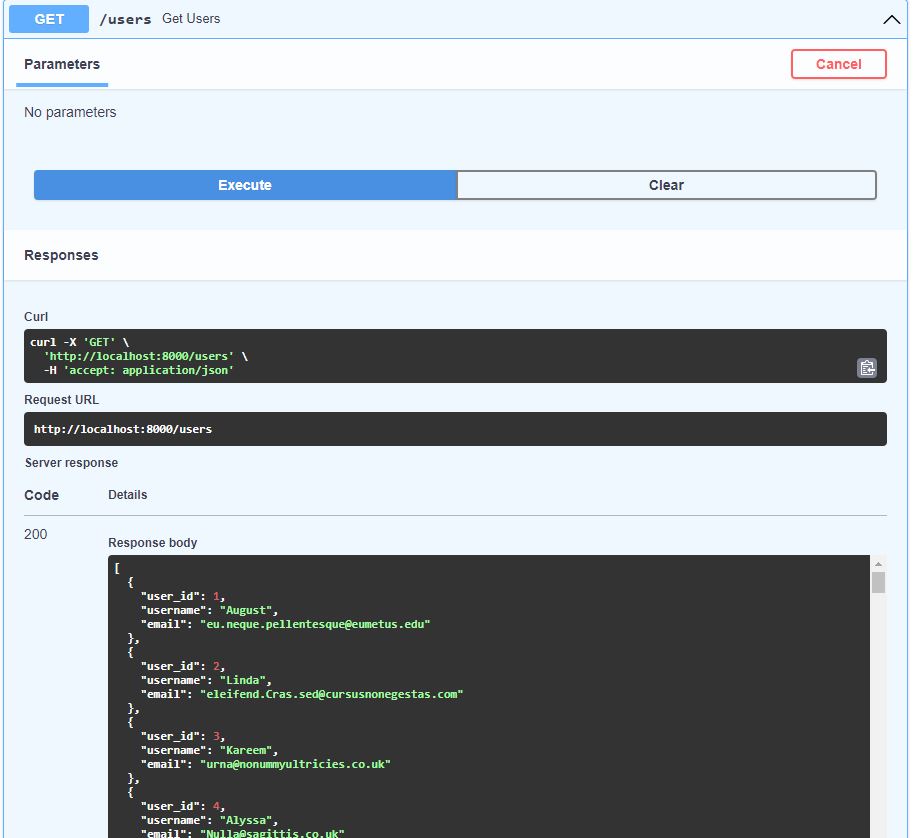 GET /users Get Users
Parameters
Cancel
No parameters
Execute
Clear
Responses
Curl
curl -X 'GET' \
  'http://localhost:8000/users' \
  -H 'accept: application/json'
Request URL
http://localhost:8000/users
Server response
Code Details
200
Response body
[
  {
    "user_id": 1,
    "username": "August",
    "email": "eu.neque.pellentesque@eumetus.edu"
  },
  {
    "user_id": 2,
    "username": "Linda",
    "email": "eleifend.Cras.sed@cursusnonegestas.com"
  },
  {
    "user_id": 3,
    "username": "Kareem",
    "email": "urna@nonummyultricies.co.uk"
  },
  {
    "user_id": 4,
    "username": "Alyssa",
    "email": "Nulla@sagittis.co.uk"